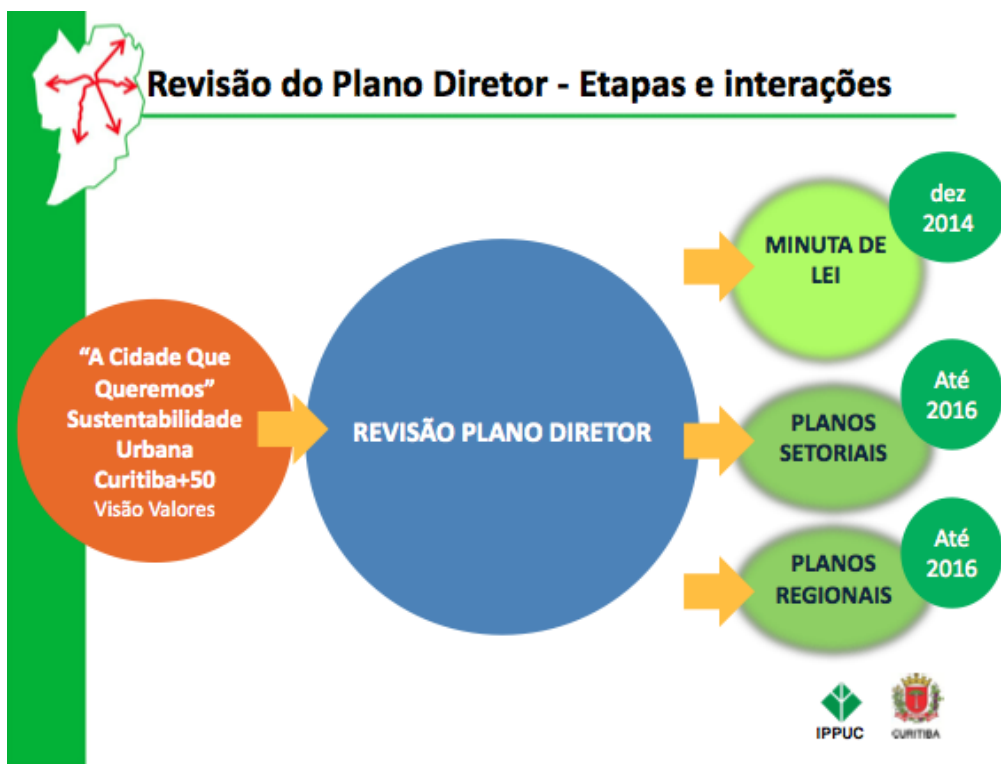 Revisão do Plano Diretor - Etapas e interações
“A Cidade Que
Queremos”
Sustentabilidade
Urbana
Curitiba+50
Visão Valores
REVISÃO PLANO DIRETOR
MINUTA DE
LEI
dez
2014
PLANOS
SETORIAIS
Até
2016
PLANOS
REGIONAIS
Até
2016
IPPUC
CURITIBA